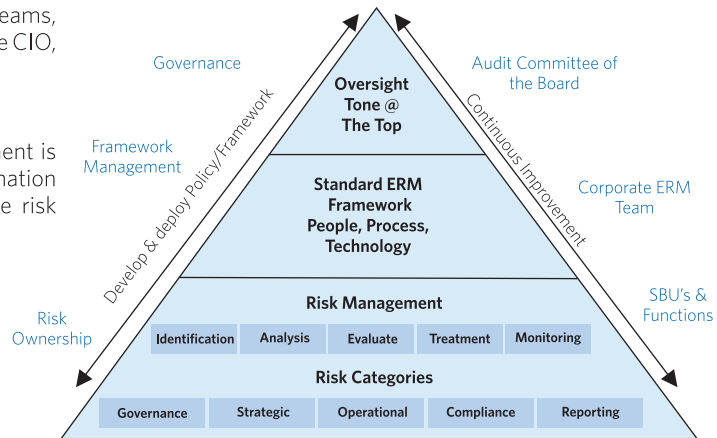 eams,
e CIO,
ent is
nation
e risk
Governance
Framework
Management
Risk
Ownership
Develop & deploy Policy/Framework
Oversight
Tone @
The Top
Standard ERM
Framework
People, Process,
Technology
Risk Management
Identification Analysis Evaluate Treatment Monitoring
Risk Categories
Governance Strategic Operational Compliance Reporting
Continuous Improvement
Audit Committee of
the Board
Corporate ERM
Team
SBU's &
Functions